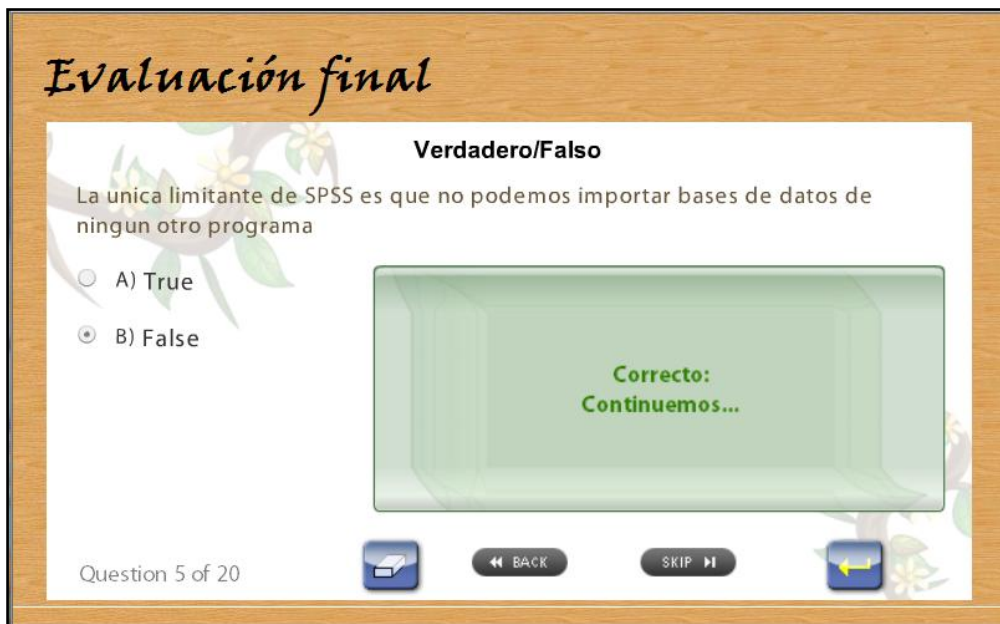 Evaluación final
Verdadero/Falso
La unica limitante de SPSS es que no podemos importar bases de datos de
ningun otro programa
A) True
B) False
Correcto:
Continuemos...
Question 5 of 20
BACK
SKIP